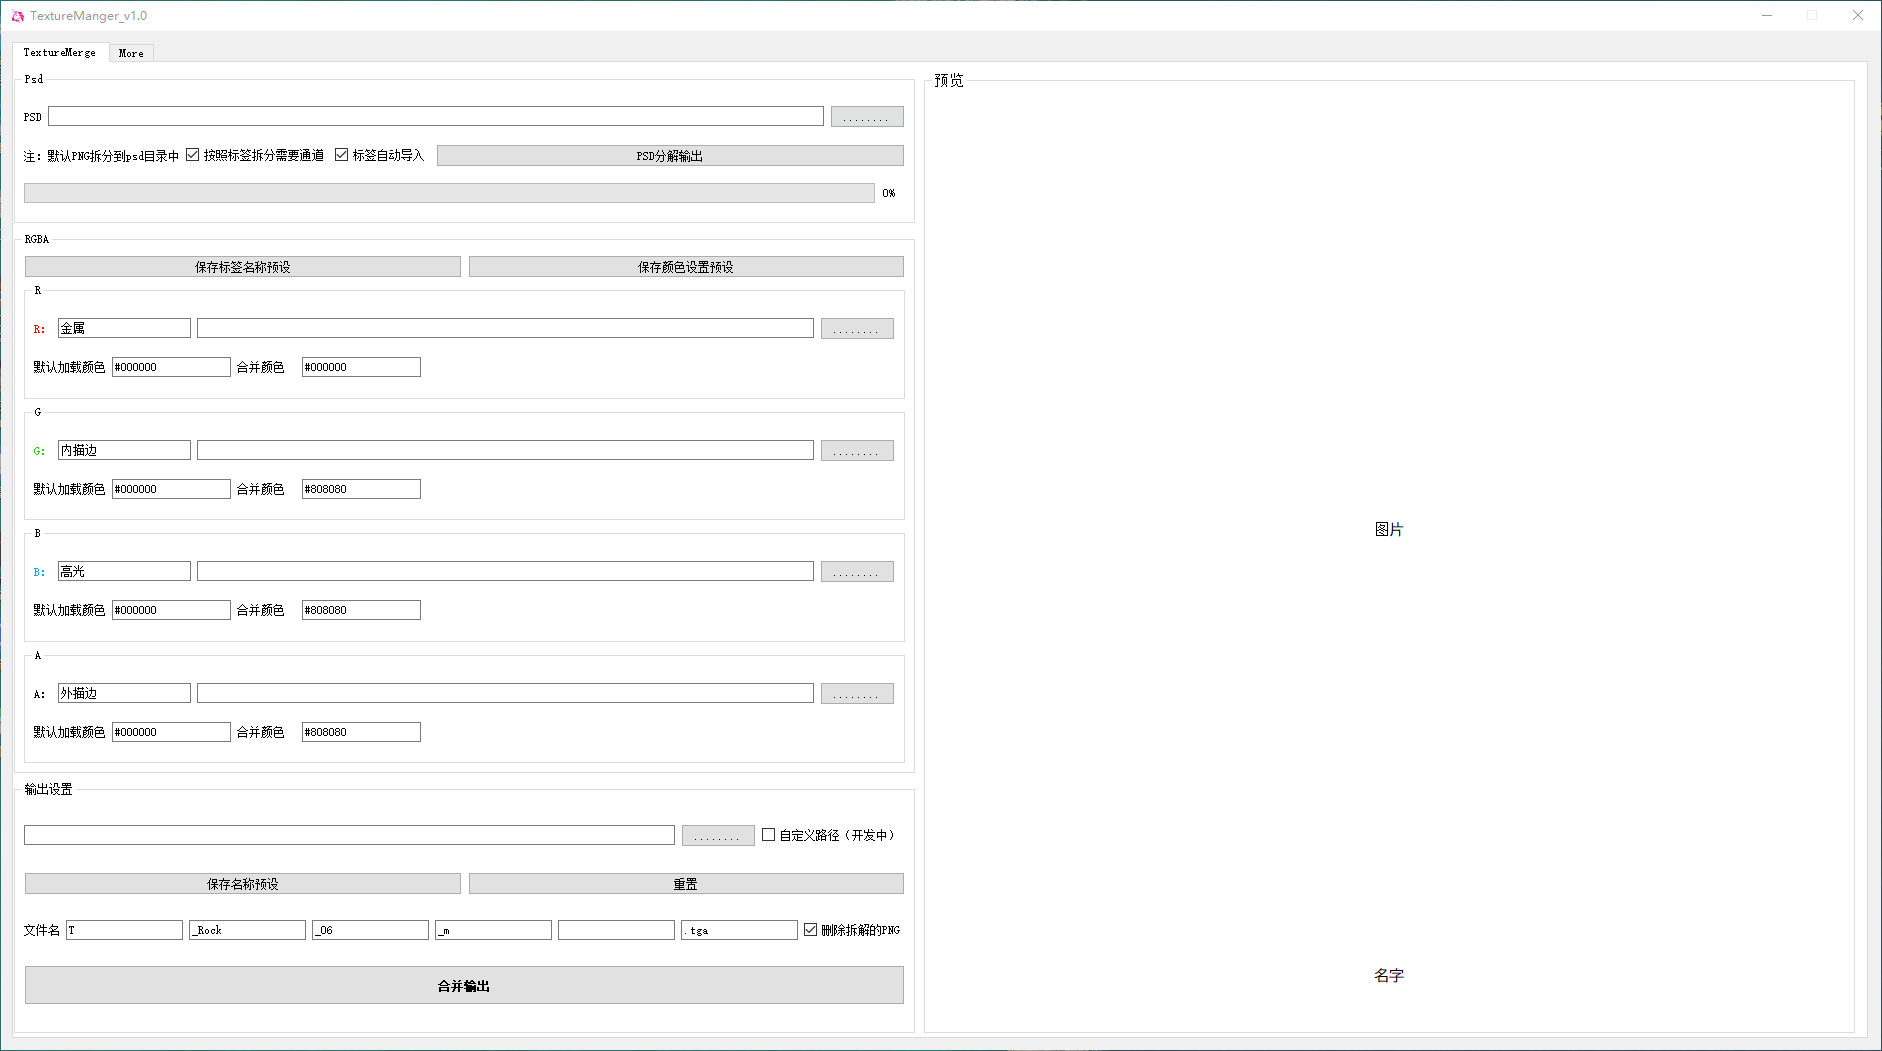 TextureManger_v1.0
TextureMerge More
Psd
PSD ........
注: 默认PNG拆分到psd目录中 按照标签拆分需要通道 标签自动导入 PSD分解输出
0%
RGBA
保存标签名称预设 保存颜色设置预设
R
R: 金属 ........
默认加载颜色 #000000 合并颜色 #000000
G
G: 内描边 ........
默认加载颜色 #000000 合并颜色 #808080
B
B: 高光 ........
默认加载颜色 #000000 合并颜色 #808080
A
A: 外描边 ........
默认加载颜色 #000000 合并颜色 #808080
输出设置
........ 自定义路径（开发中）
保存名称预设 重置
文件名 T _Rock _06 _m .tga 删除拆解的PNG
合并输出
预览
图片
名字